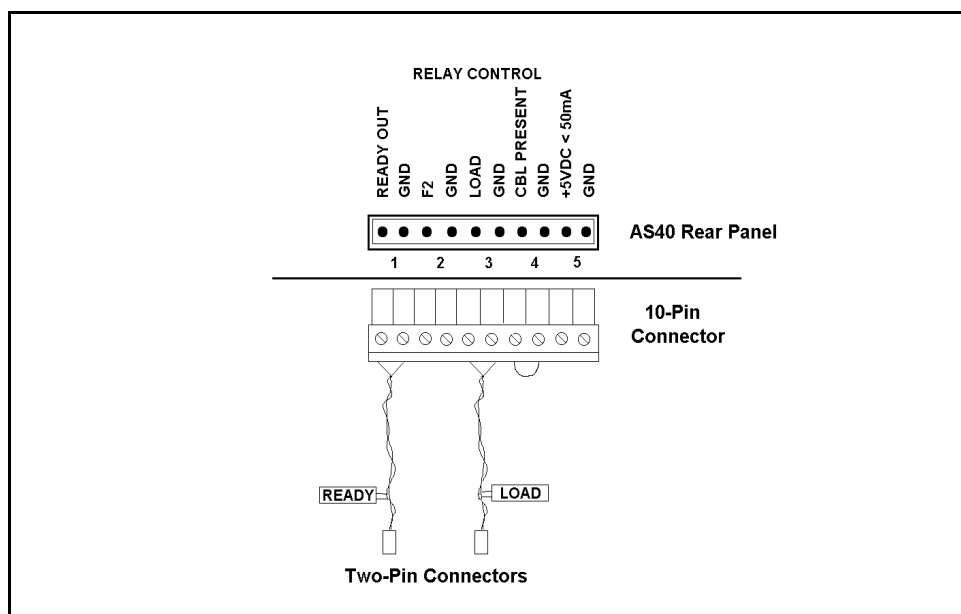 RELAY CONTROL
READY OUT
GND
F2
GND
LOAD
GND
CBL PRESENT
GND
+5VDC < 50mA
GND
AS40 Rear Panel
1 2 3 4 5
10-Pin
Connector
READY
LOAD
Two-Pin Connectors